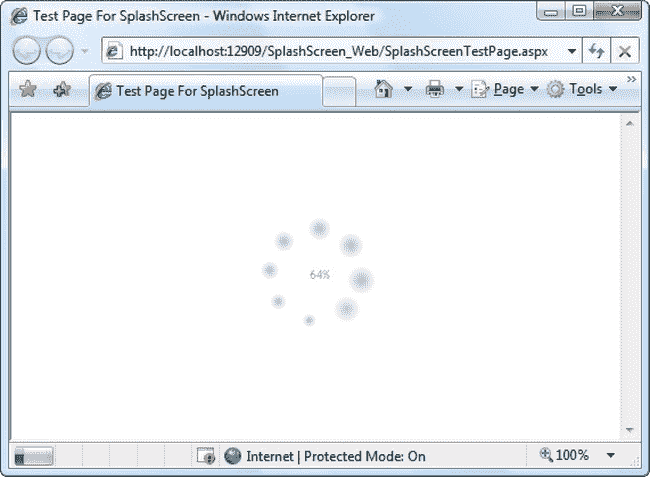 Test Page For SplashScreen - Windows Internet Explorer
http://localhost:12909/SplashScreen_Web/SplashScreenTestPage.aspx
Test Page For SplashScreen
Page
Tools
»
64%
Internet | Protected Mode: On
100%